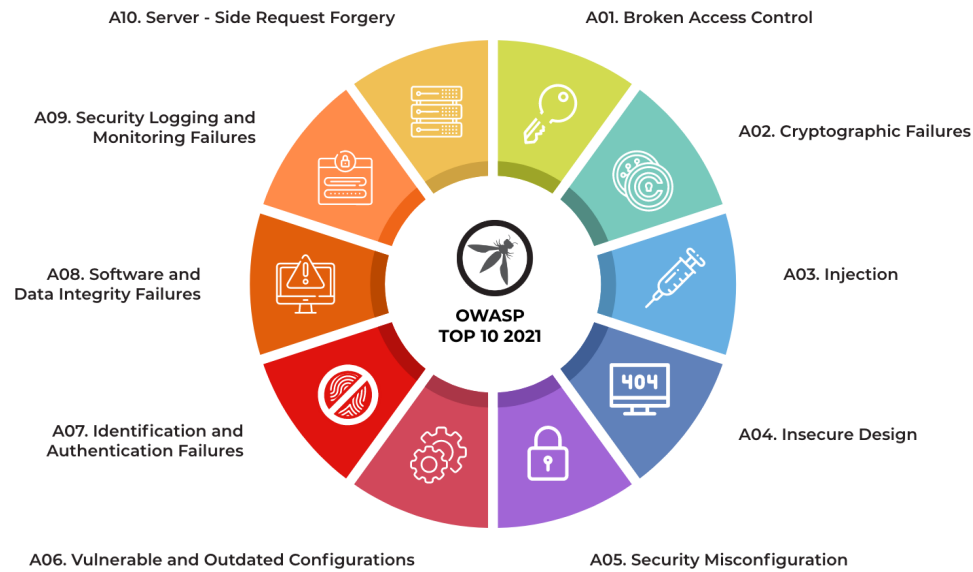 A10. Server - Side Request Forgery
A01. Broken Access Control
A09. Security Logging and
Monitoring Failures
A02. Cryptographic Failures
A08. Software and
Data Integrity Failures
A03. Injection
OWASP
TOP 10 2021
404
A07. Identification and
Authentication Failures
A04. Insecure Design
A06. Vulnerable and Outdated Configurations
A05. Security Misconfiguration